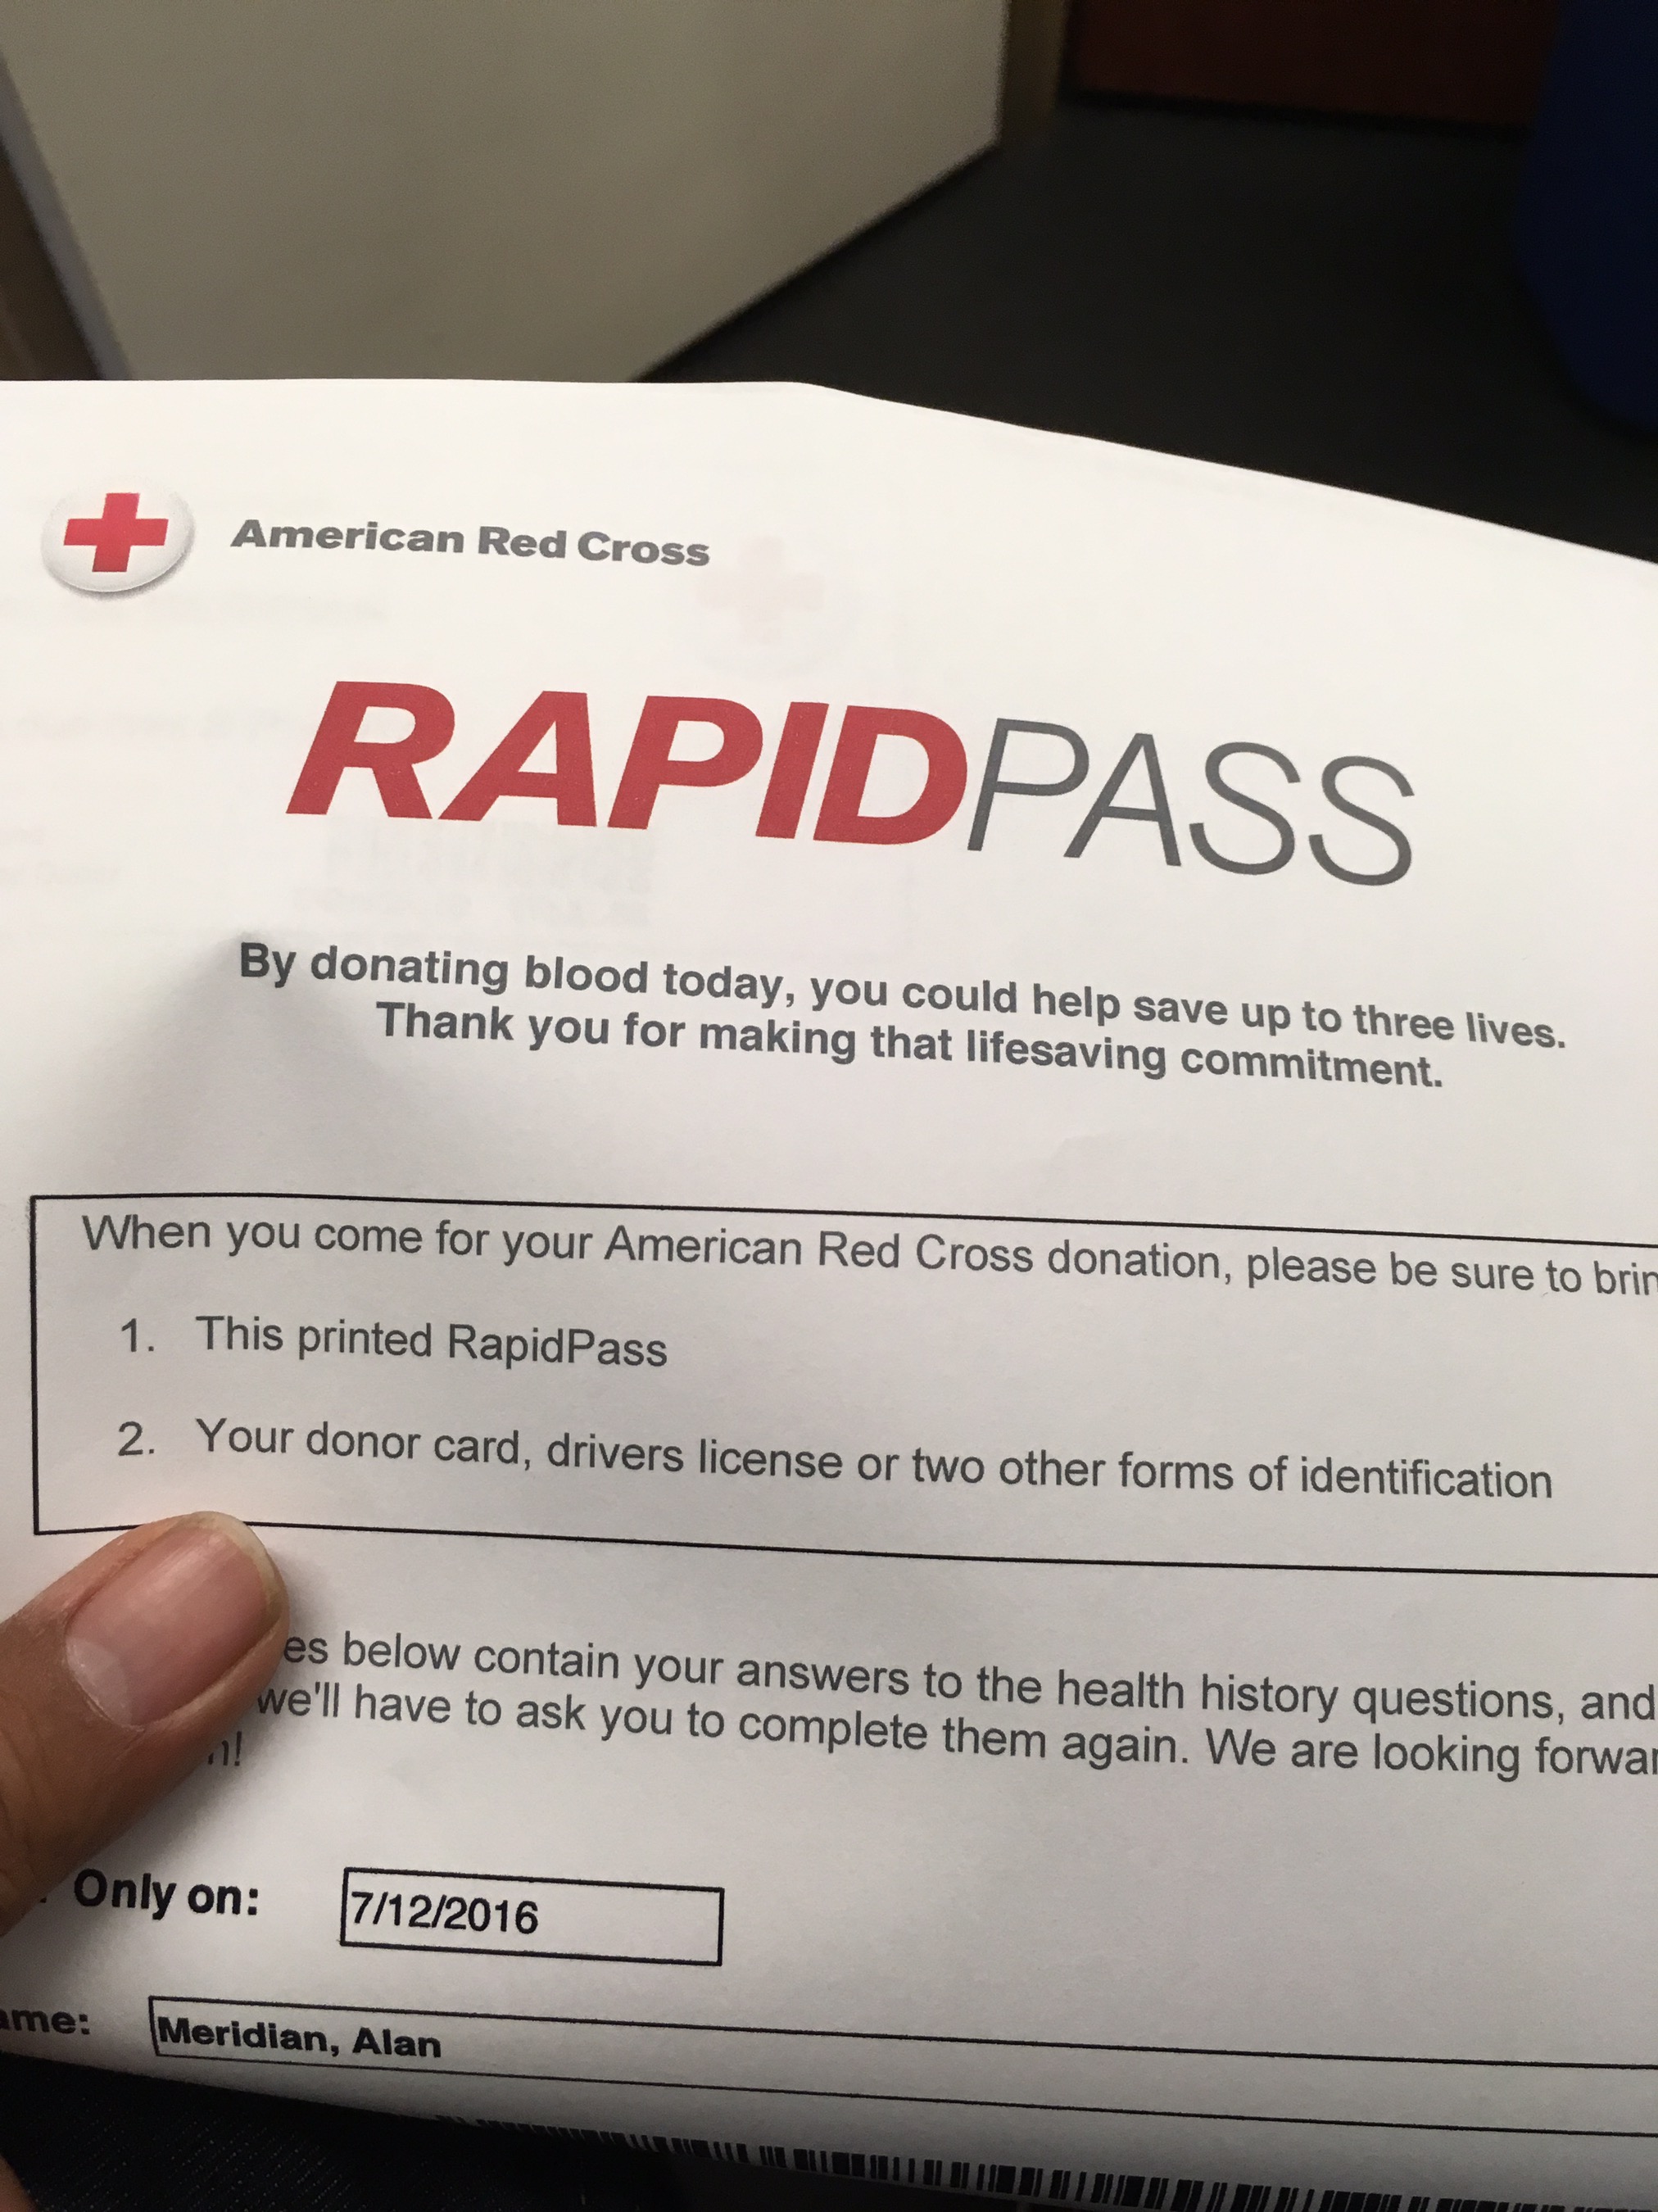 American Red Cross
RAPIDPASS
By donating blood today, you could help save up to three lives.
Thank you for making that lifesaving commitment.
When you come for your American Red Cross donation, please be sure to brin
1. This printed RapidPass
2. Your donor card, drivers license or two other forms of identification
es below contain your answers to the health history questions, and
we'll have to ask you to complete them again. We are looking forwar
n!
Only on: 7/12/2016
ame: Meridian, Alan